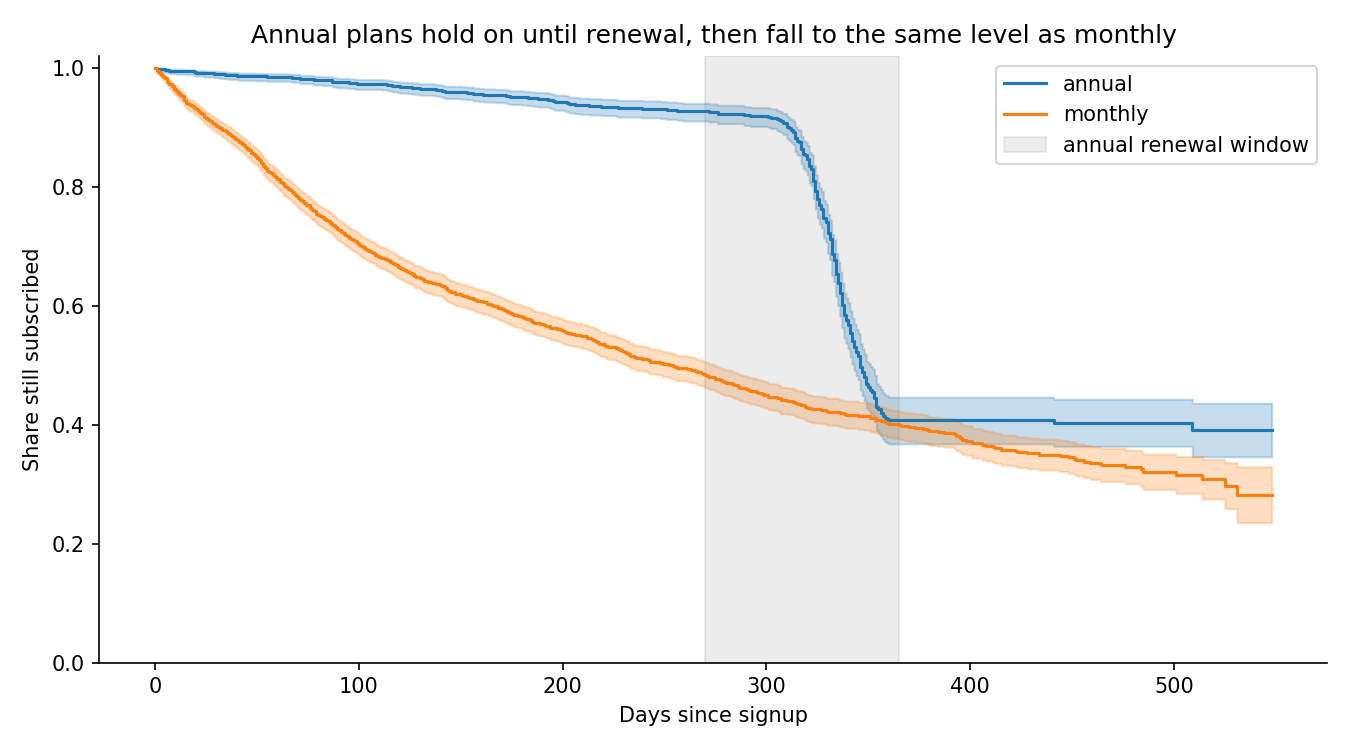 Annual plans hold on until renewal, then fall to the same level as monthly
annual
monthly
annual renewal window
Share still subscribed
1.0
0.8
0.6
0.4
0.2
0.0
0
100
200
300
400
500
Days since signup